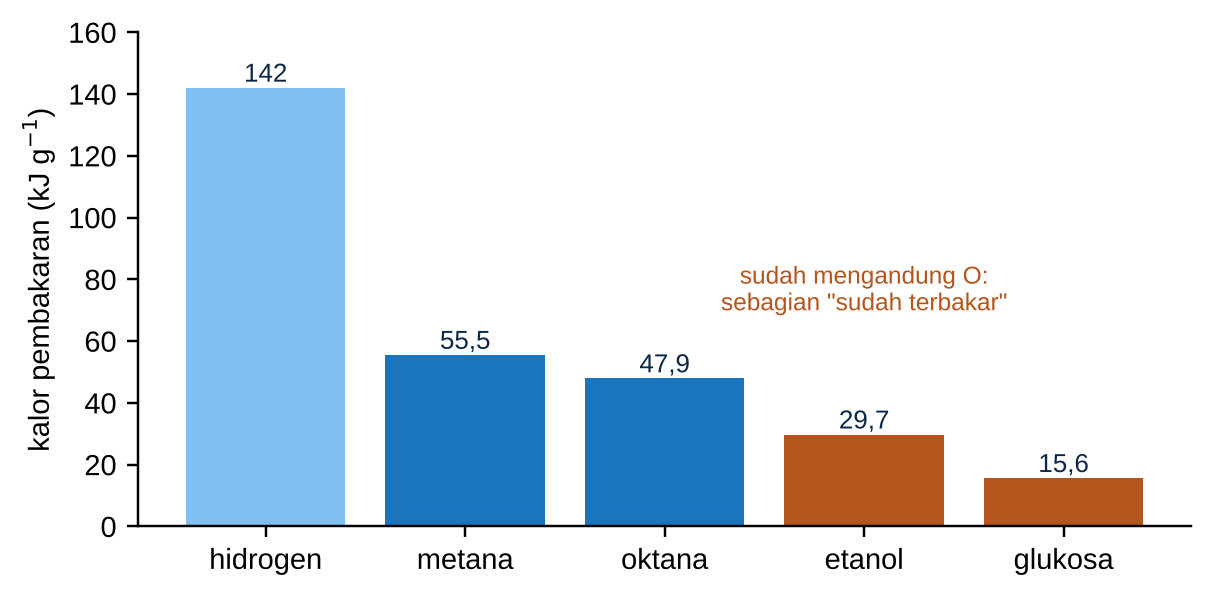 kalor pembakaran (kJ g⁻¹)
160
140
120
100
80
60
40
20
0
142
55,5
47,9
29,7
15,6
sudah mengandung O:
sebagian "sudah terbakar"
hidrogen
metana
oktana
etanol
glukosa